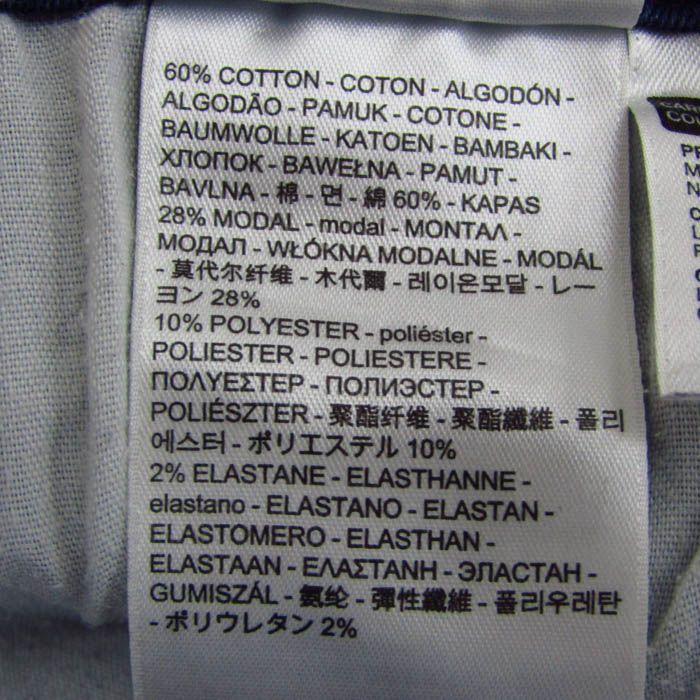 60% COTTON - COTON - ALGODÓN -
ALGODÃO - PAMUK - COTONE -
BAUMWOLLE - KATOEN - BAMBAKI -
ХЛОПОК - BAWEŁNA - PAMUT -
BAVLNA - 棉 - 면 - 綿 60% - KAPAS
28% MODAL - modal - MONTAΛ -
МОДАЛ - WŁÓKNA MODALNE - MODÁL
- 莫代尔纤维 - 木代爾 - 레이온모달 - レー
ヨン 28%
10% POLYESTER - poliéster -
POLIESTER - POLIESTERE -
ΠΟΛΥΕΣΤΕΡ - ПОЛИЭСТЕР -
POLIÉSZTER - 聚酯纤维 - 聚酯纖維 - 폴리
에스터 - ポリエステル 10%
2% ELASTANE - ELASTHANNE -
elastano - ELASTANO - ELASTAN -
ELASTOMERO - ELASTHAN -
ELASTAAN - ΕΛΑΣΤΑΝΗ - ЭЛАСТАН -
GUMISZÁL - 氨纶 - 彈性纖維 - 폴리우레탄
- ポリウレタン 2%